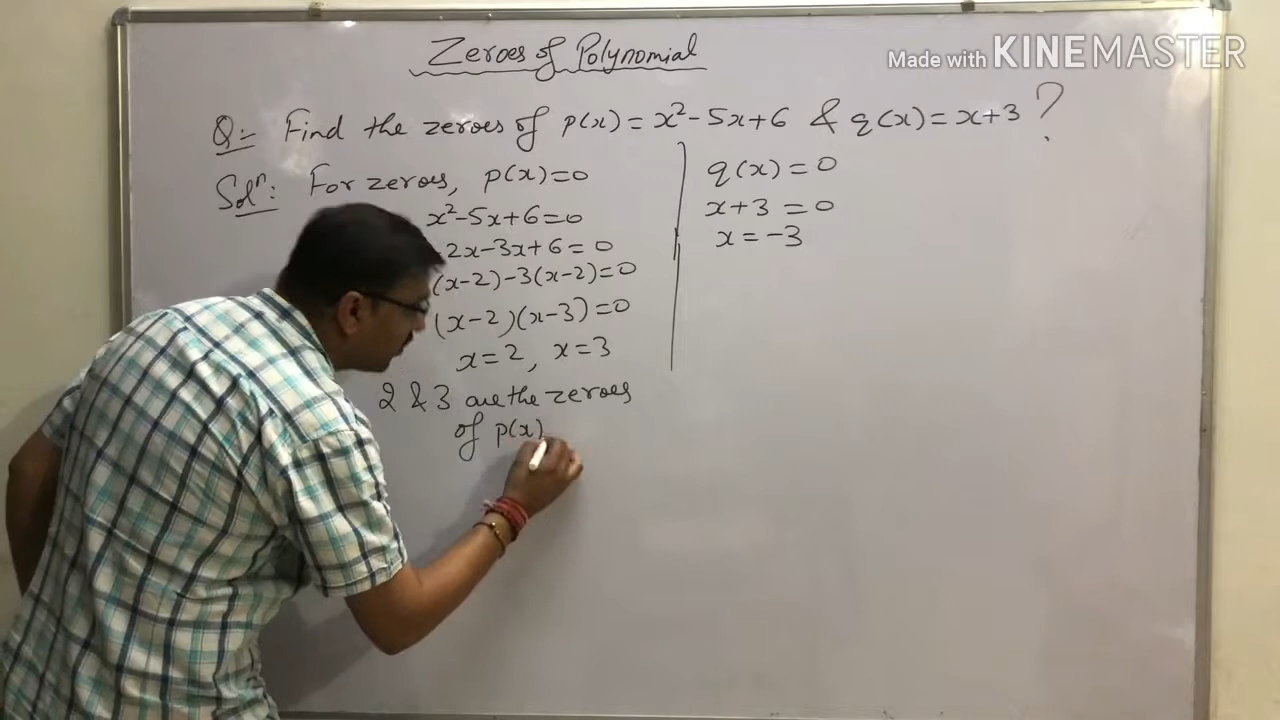 Zeroes of Polynomial
Made with KINEMASTER
Q:- Find the zeroes of p(x) = x² - 5x + 6 & q(x) = x + 3 ?
Solⁿ: For zeroes, p(x) = 0
x² - 5x + 6 = 0
2x - 3x + 6 = 0
(x - 2) - 3(x - 2) = 0
(x - 2)(x - 3) = 0
x = 2, x = 3
2 & 3 are the zeroes
of p(x)
q(x) = 0
x + 3 = 0
x = -3